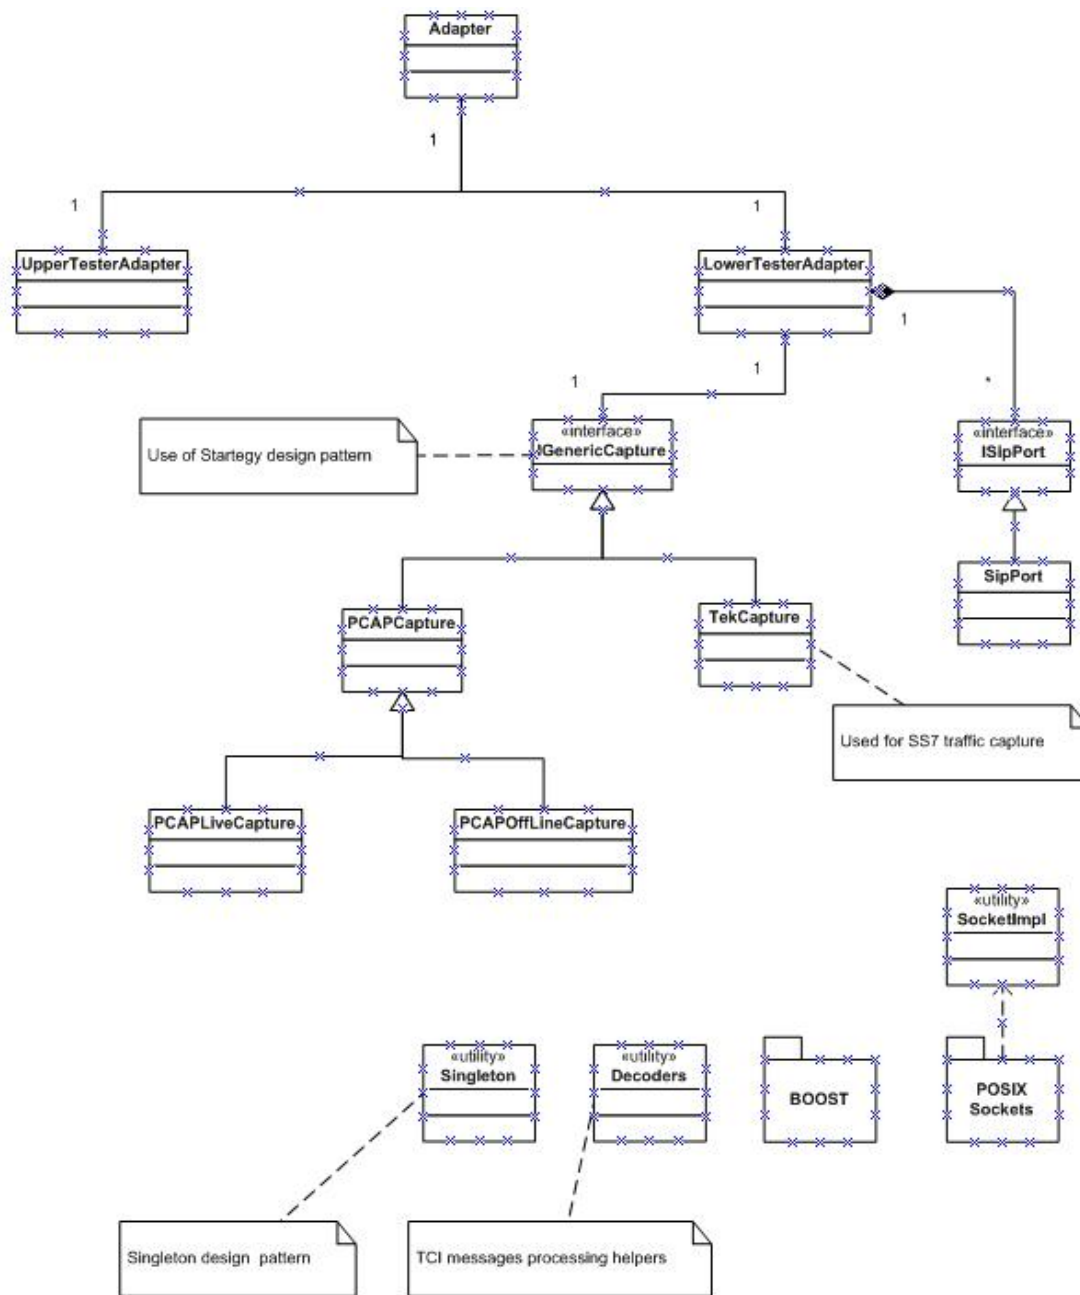 Adapter
1
1
1
UpperTesterAdapter
LowerTesterAdapter
1
1
1
*
«interface»
IGenericCapture
«interface»
ISipPort
Use of Startegy design pattern
SipPort
PCAPCapture
TekCapture
Used for SS7 traffic capture
PCAPLiveCapture
PCAPOffLineCapture
«utility»
SocketImpl
«utility»
Singleton
«utility»
Decoders
BOOST
POSIX
Sockets
Singleton design  pattern
TCI messages processing helpers